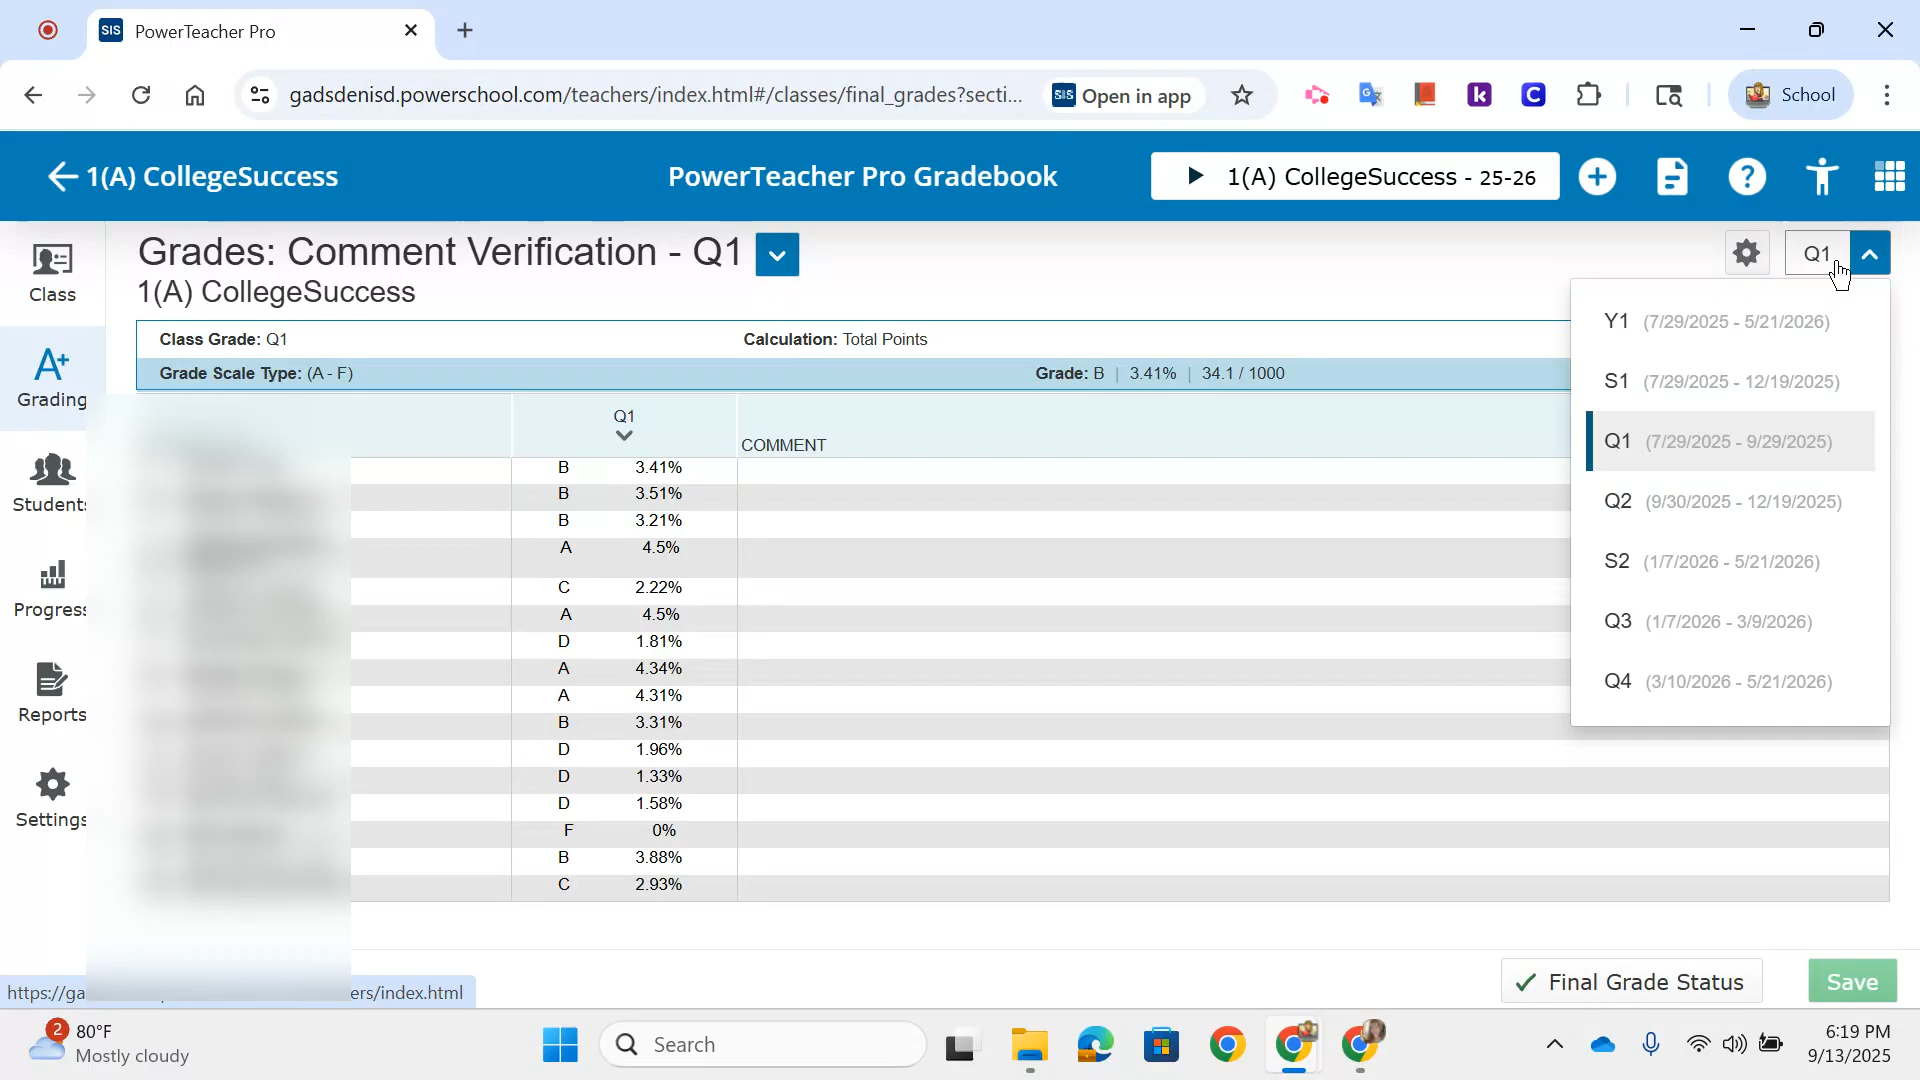 SIS PowerTeacher Pro
gadsdenisd.powerschool.com/teachers/index.html#/classes/final_grades?secti... SIS Open in app School
1(A) CollegeSuccess PowerTeacher Pro Gradebook 1(A) CollegeSuccess - 25-26
Grades: Comment Verification - Q1 Q1
1(A) CollegeSuccess
Class
Grading
Students
Progress
Reports
Settings
Class Grade: Q1 Calculation: Total Points
Grade Scale Type: (A - F) Grade: B | 3.41% | 34.1 / 1000
Q1
COMMENT
B 3.41%
B 3.51%
B 3.21%
A 4.5%
C 2.22%
A 4.5%
D 1.81%
A 4.34%
A 4.31%
B 3.31%
D 1.96%
D 1.33%
D 1.58%
F 0%
B 3.88%
C 2.93%
Y1 (7/29/2025 - 5/21/2026)
S1 (7/29/2025 - 12/19/2025)
Q1 (7/29/2025 - 9/29/2025)
Q2 (9/30/2025 - 12/19/2025)
S2 (1/7/2026 - 5/21/2026)
Q3 (1/7/2026 - 3/9/2026)
Q4 (3/10/2026 - 5/21/2026)
Final Grade Status Save
https://ga ers/index.html
2 80°F
Mostly cloudy
Search
6:19 PM
9/13/2025